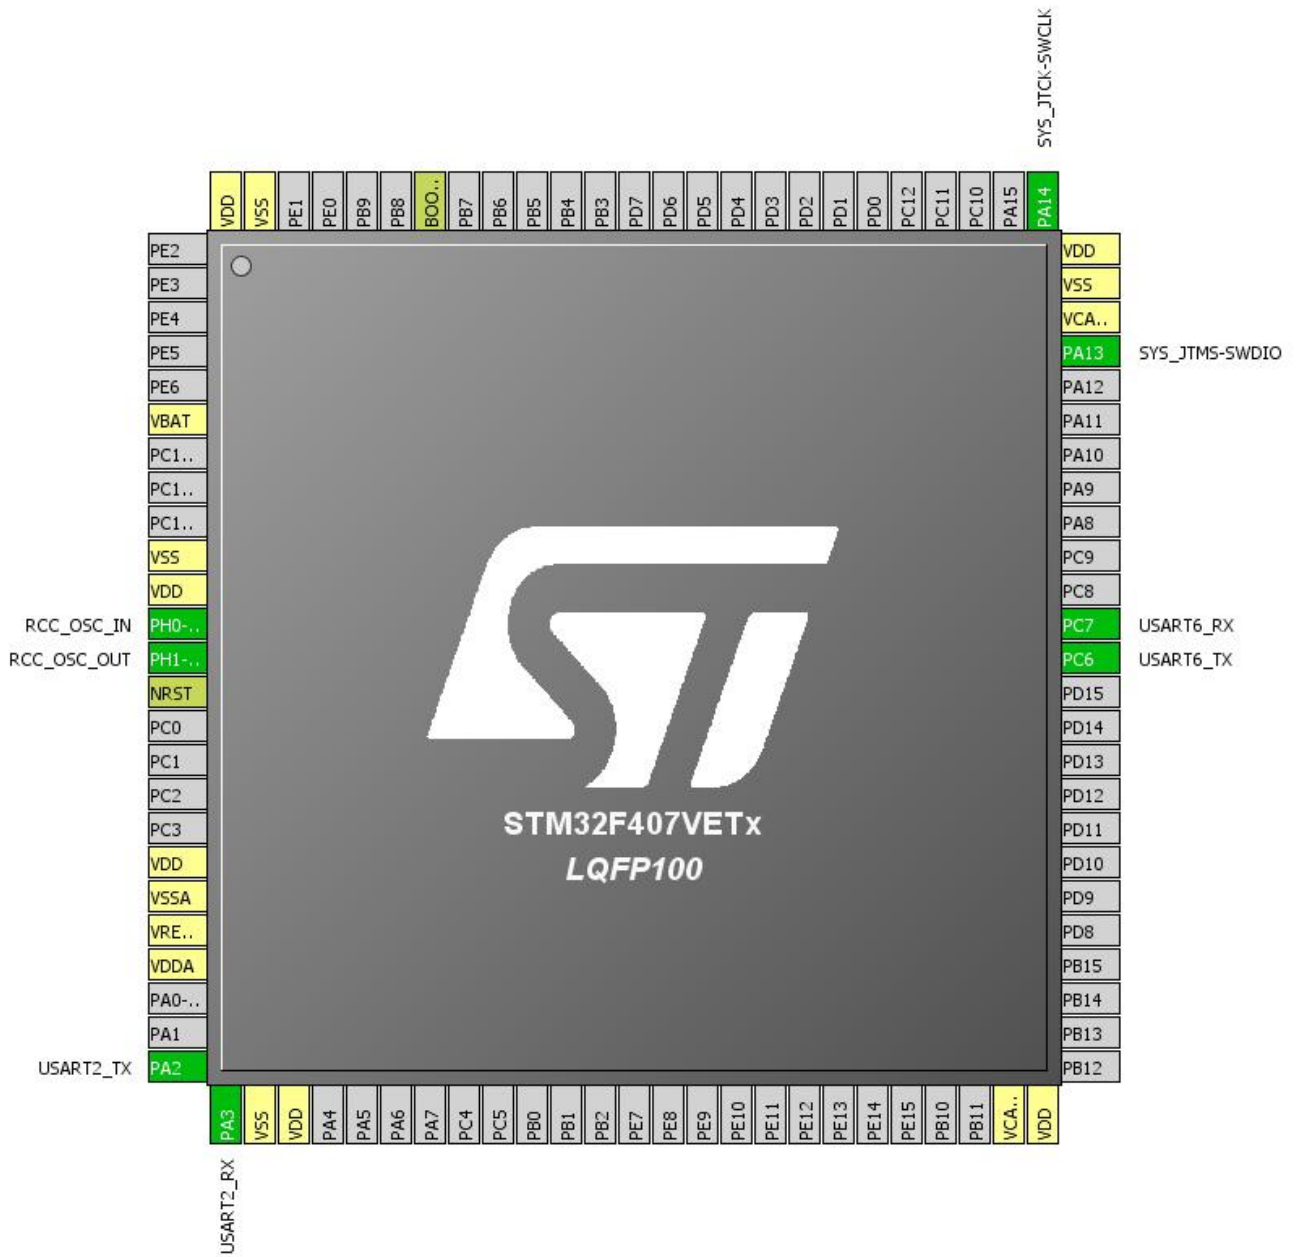 SYS_JTCK-SWCLK
VDD
VSS
PE1
PE0
PB9
PB8
BOO..
PB7
PB6
PB5
PB4
PB3
PD7
PD6
PD5
PD4
PD3
PD2
PD1
PD0
PC12
PC11
PC10
PA15
PA14
PE2
PE3
PE4
PE5
PE6
VBAT
PC1..
PC1..
PC1..
VSS
VDD
RCC_OSC_IN PH0-..
RCC_OSC_OUT PH1-..
NRST
PC0
PC1
PC2
PC3
VDD
VSSA
VRE..
VDDA
PA0-..
PA1
USART2_TX PA2
ST
STM32F407VETx
LQFP100
VDD
VSS
VCA..
PA13 SYS_JTMS-SWDIO
PA12
PA11
PA10
PA9
PA8
PC9
PC8
PC7 USART6_RX
PC6 USART6_TX
PD15
PD14
PD13
PD12
PD11
PD10
PD9
PD8
PB15
PB14
PB13
PB12
PA3
VSS
VDD
PA4
PA5
PA6
PA7
PC4
PC5
PB0
PB1
PB2
PE7
PE8
PE9
PE10
PE11
PE12
PE13
PE14
PE15
PB10
PB11
VCA..
VDD
USART2_RX